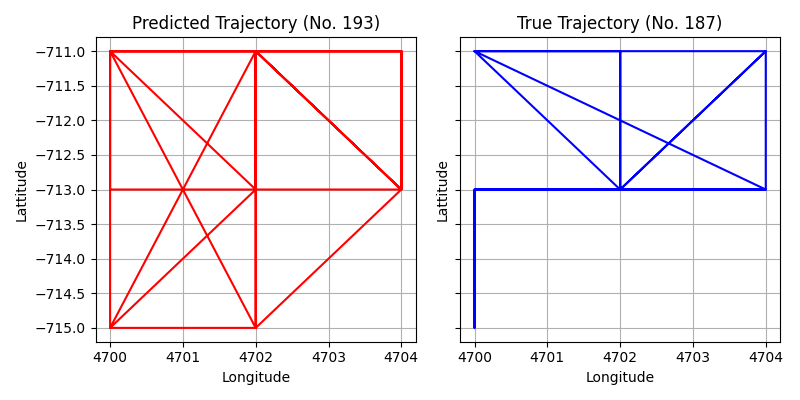 Predicted Trajectory (No. 193)
Lattitude
−711.0
−711.5
−712.0
−712.5
−713.0
−713.5
−714.0
−714.5
−715.0
4700 4701 4702 4703 4704
Longitude
True Trajectory (No. 187)
Lattitude
4700 4701 4702 4703 4704
Longitude